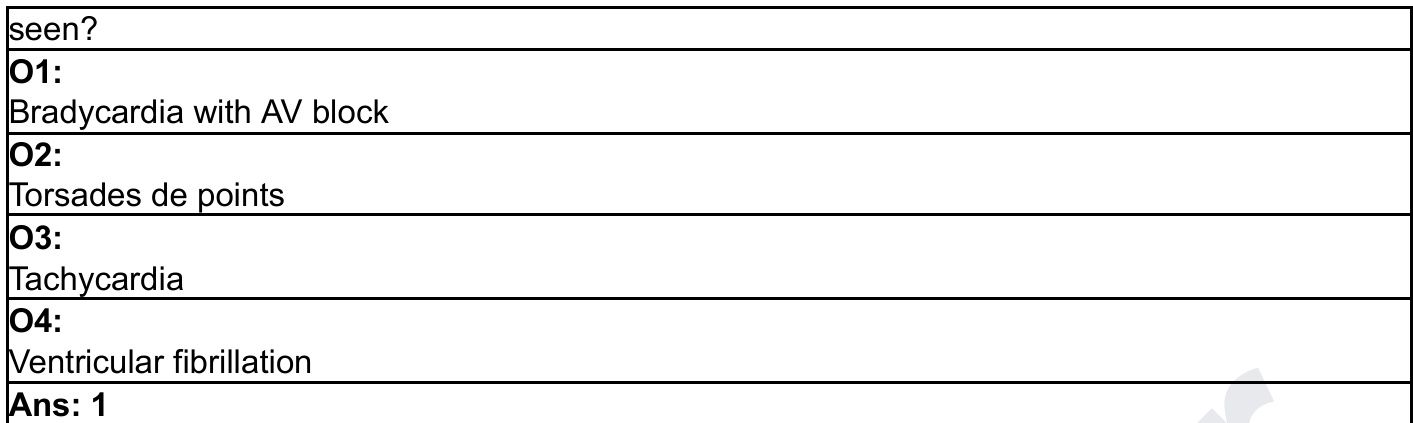 seen?
O1:
Bradycardia with AV block
O2:
Torsades de points
O3:
Tachycardia
O4:
Ventricular fibrillation
Ans: 1